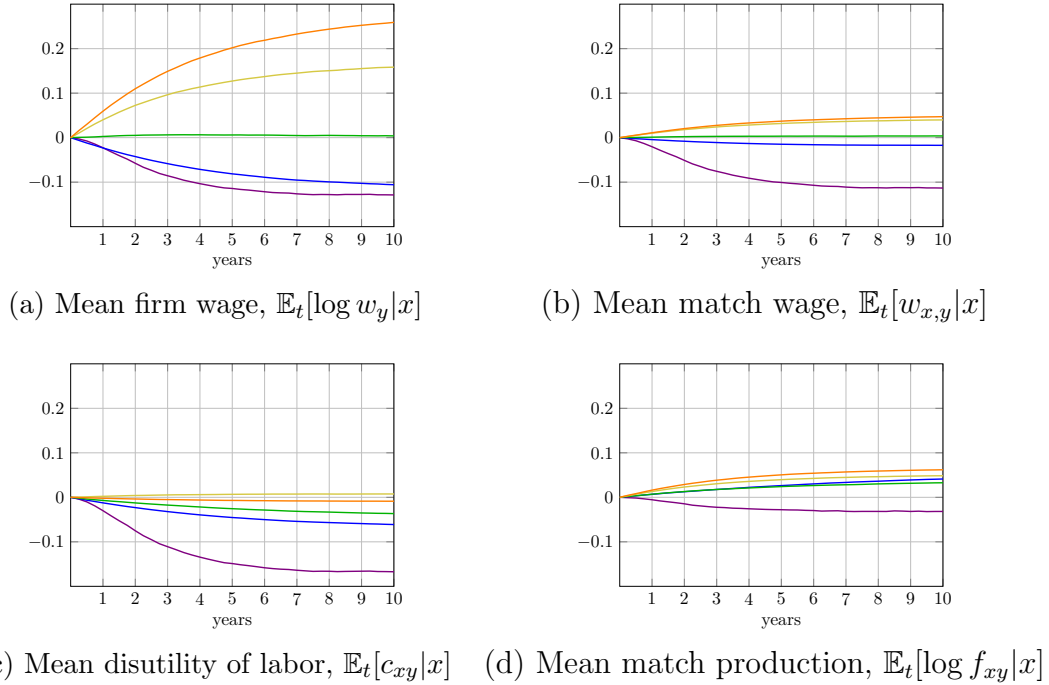 0.2
0.1
0
−0.1
1 2 3 4 5 6 7 8 9 10
years
(a) Mean firm wage, 𝔼ₜ[log w_y|x]
0.2
0.1
0
−0.1
1 2 3 4 5 6 7 8 9 10
years
(b) Mean match wage, 𝔼ₜ[w_{x,y}|x]
0.2
0.1
0
−0.1
1 2 3 4 5 6 7 8 9 10
years
) Mean disutility of labor, 𝔼ₜ[c_{xy}|x]
0.2
0.1
0
−0.1
1 2 3 4 5 6 7 8 9 10
years
(d) Mean match production, 𝔼ₜ[log f_{xy}|x]